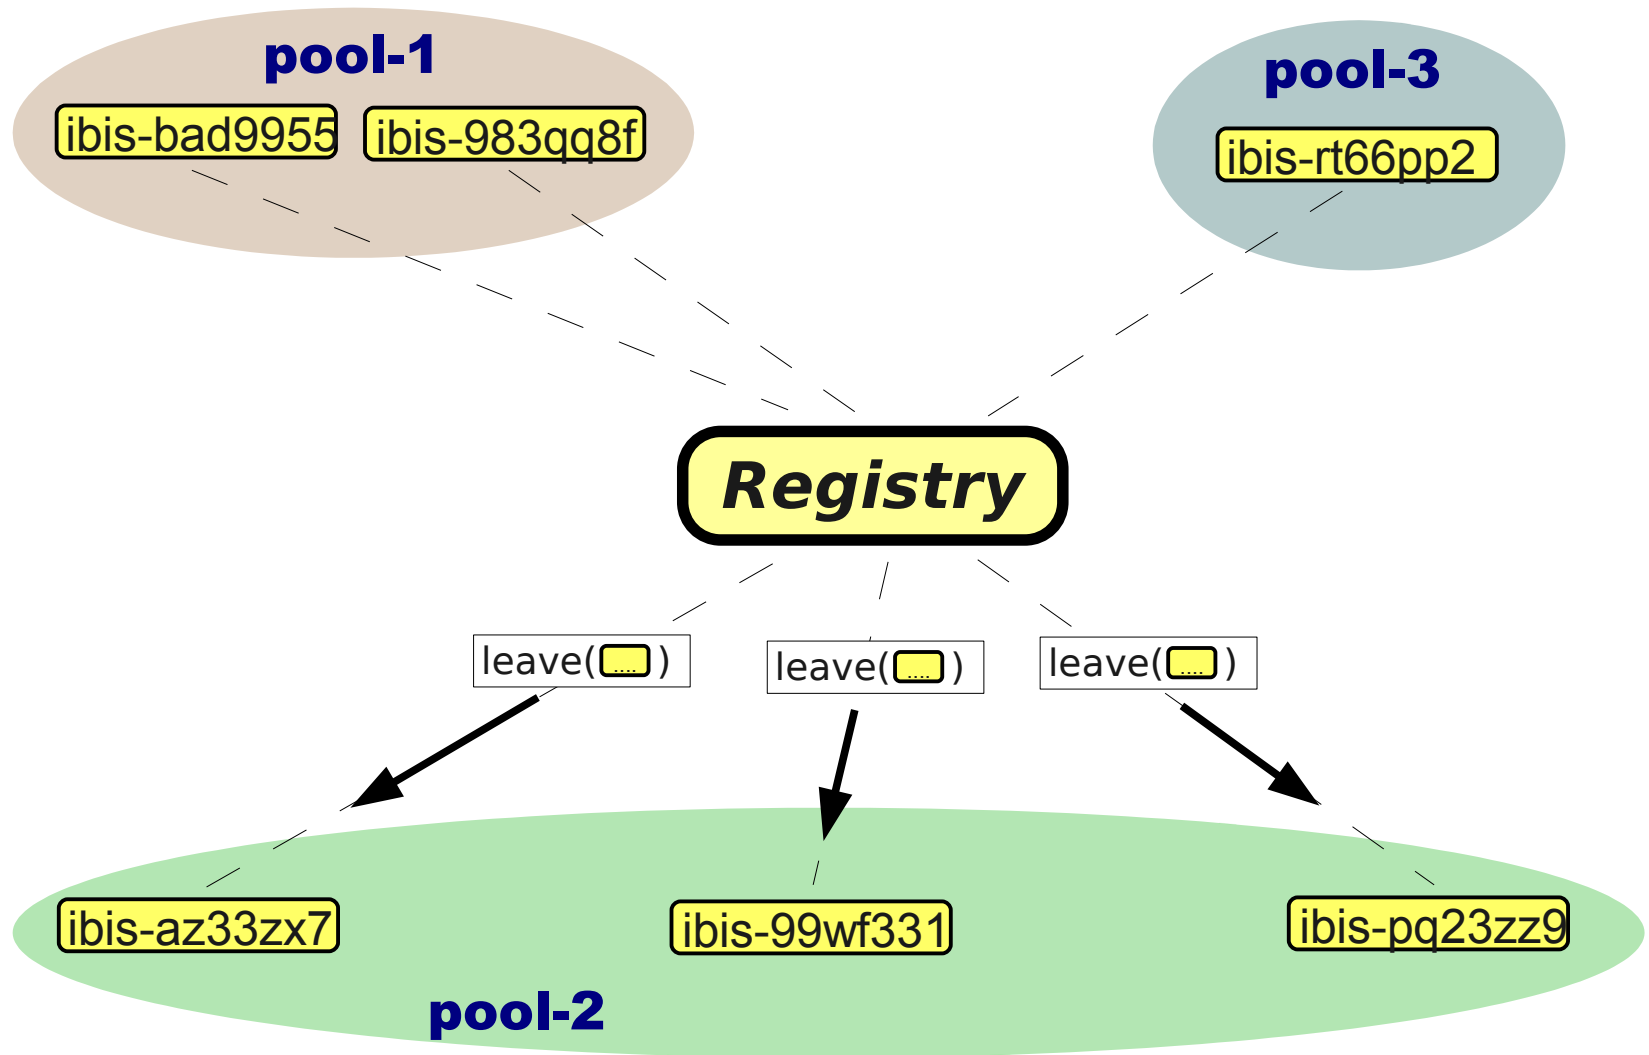 pool-1
ibis-bad9955
ibis-983qq8f
pool-3
ibis-rt66pp2
Registry
leave(....)
leave(....)
leave(....)
ibis-az33zx7
ibis-99wf331
ibis-pq23zz9
pool-2